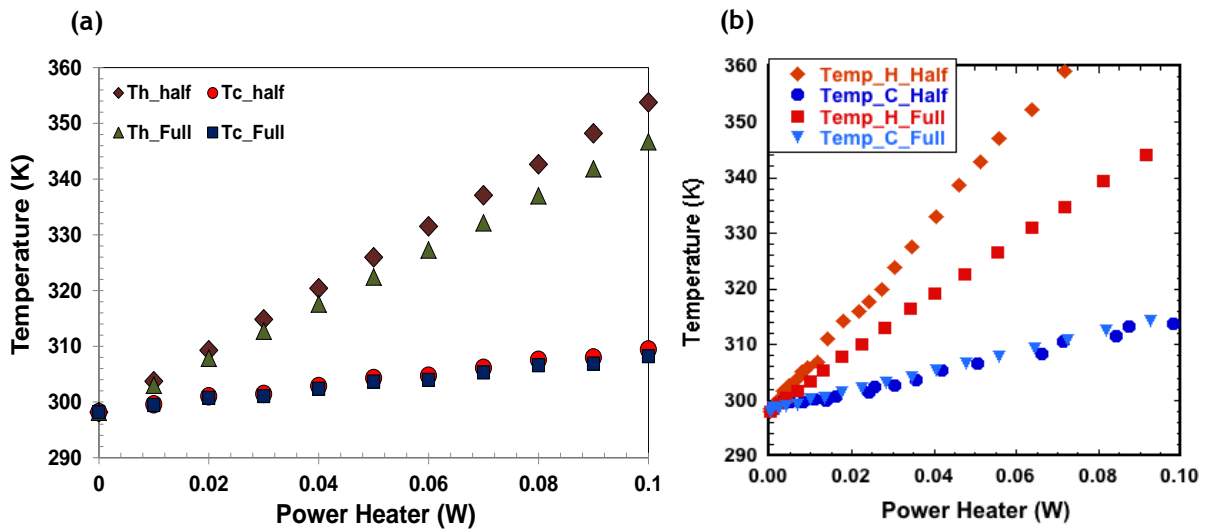 (a)
360
350
340
330
320
310
300
290
Temperature (K)
Th_half Tc_half
Th_Full Tc_Full
0 0.02 0.04 0.06 0.08 0.1
Power Heater (W)
(b)
360
350
340
330
320
310
300
290
Temperature (K)
Temp_H_Half
Temp_C_Half
Temp_H_Full
Temp_C_Full
0.00 0.02 0.04 0.06 0.08 0.10
Power Heater (W)